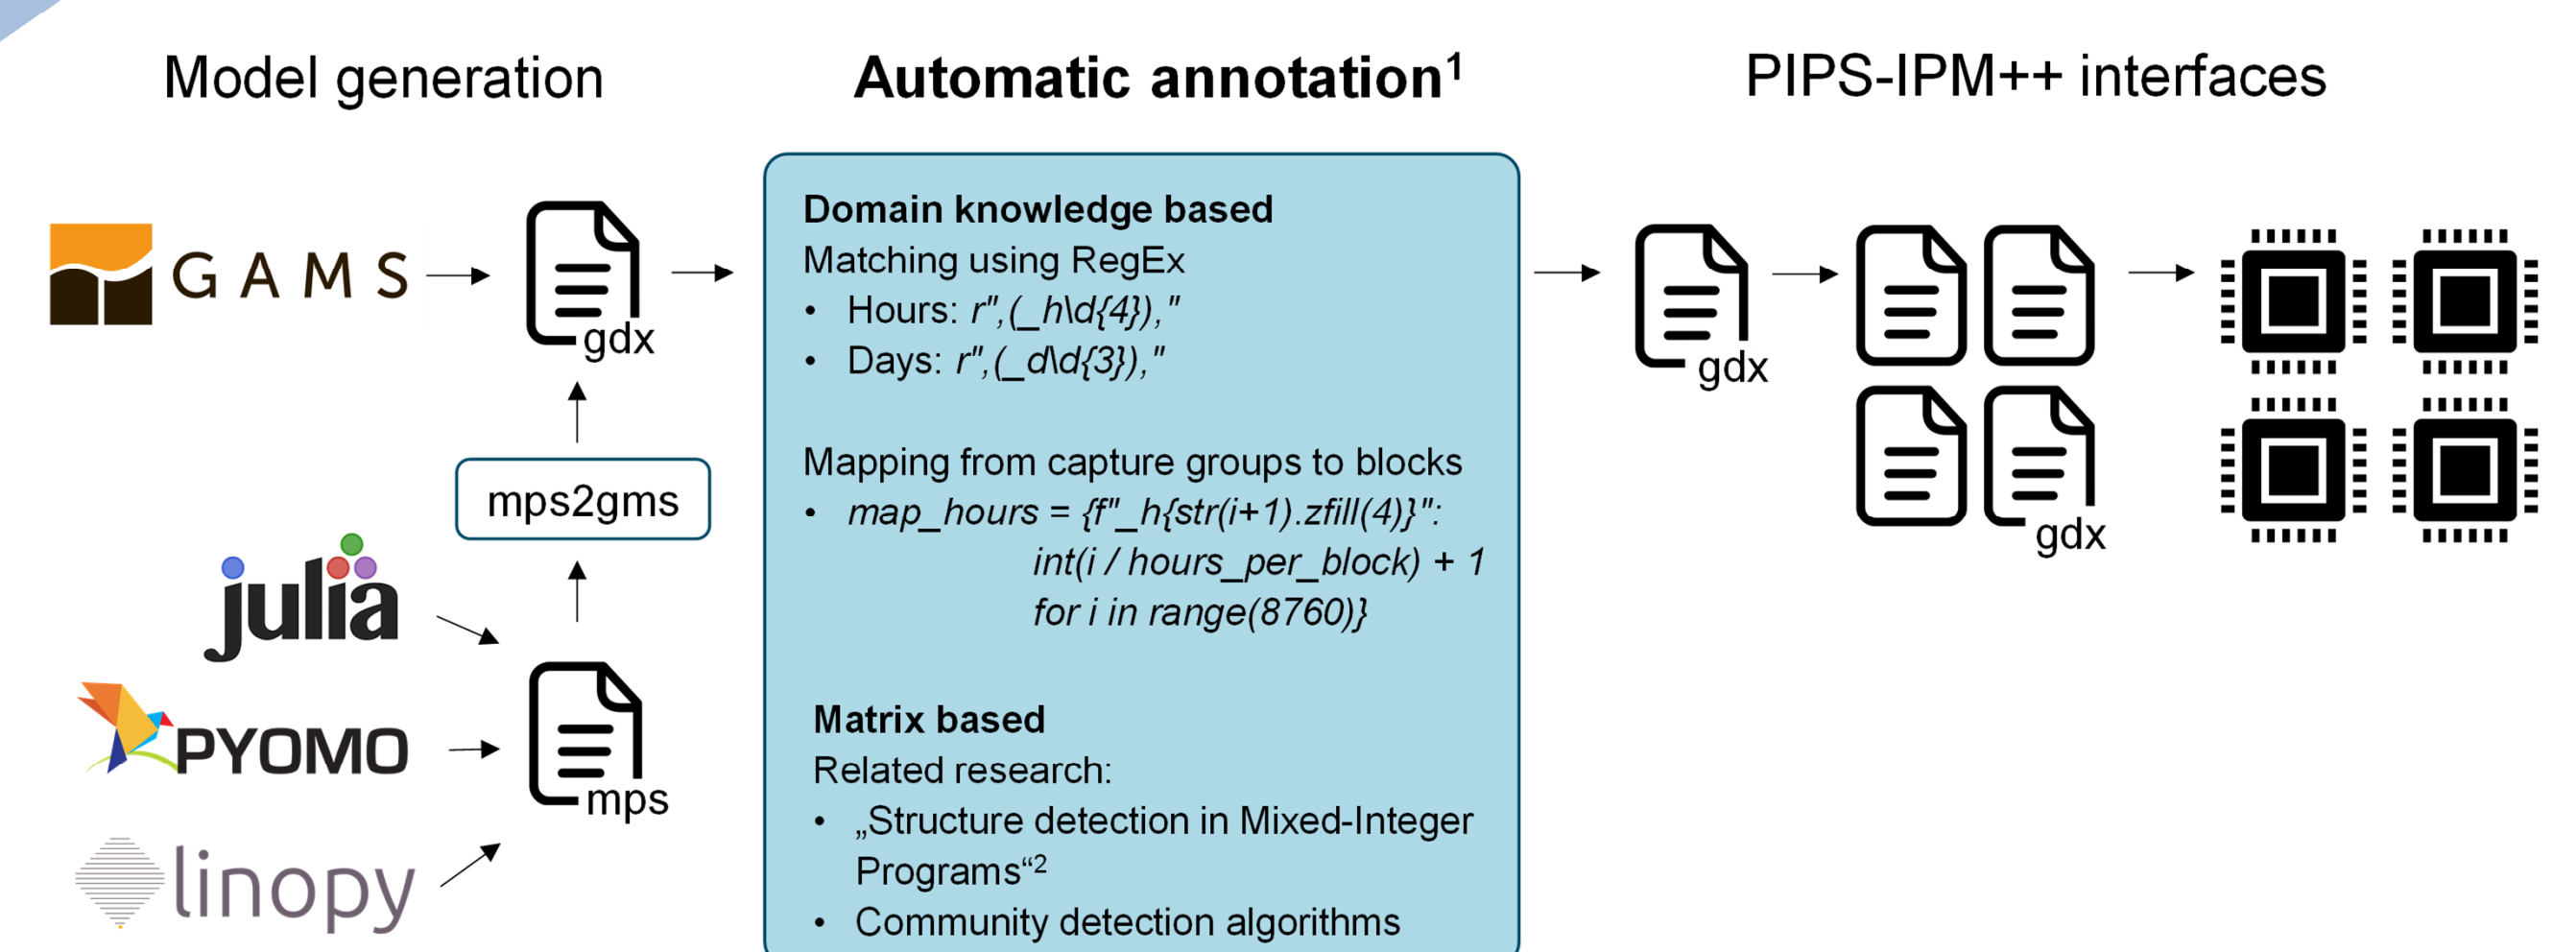 Model generation
Automatic annotation¹
PIPS-IPM++ interfaces
GAMS
gdx
mps2gms
julia
PYOMO
linopy
mps
Domain knowledge based
Matching using RegEx
• Hours: r",(_h\d{4}),"
• Days: r",(_d\d{3}),"
Mapping from capture groups to blocks
• map_hours = {f"_h{str(i+1).zfill(4)}":
int(i / hours_per_block) + 1
for i in range(8760)}
Matrix based
Related research:
• „Structure detection in Mixed-Integer
Programs“²
• Community detection algorithms
gdx
gdx